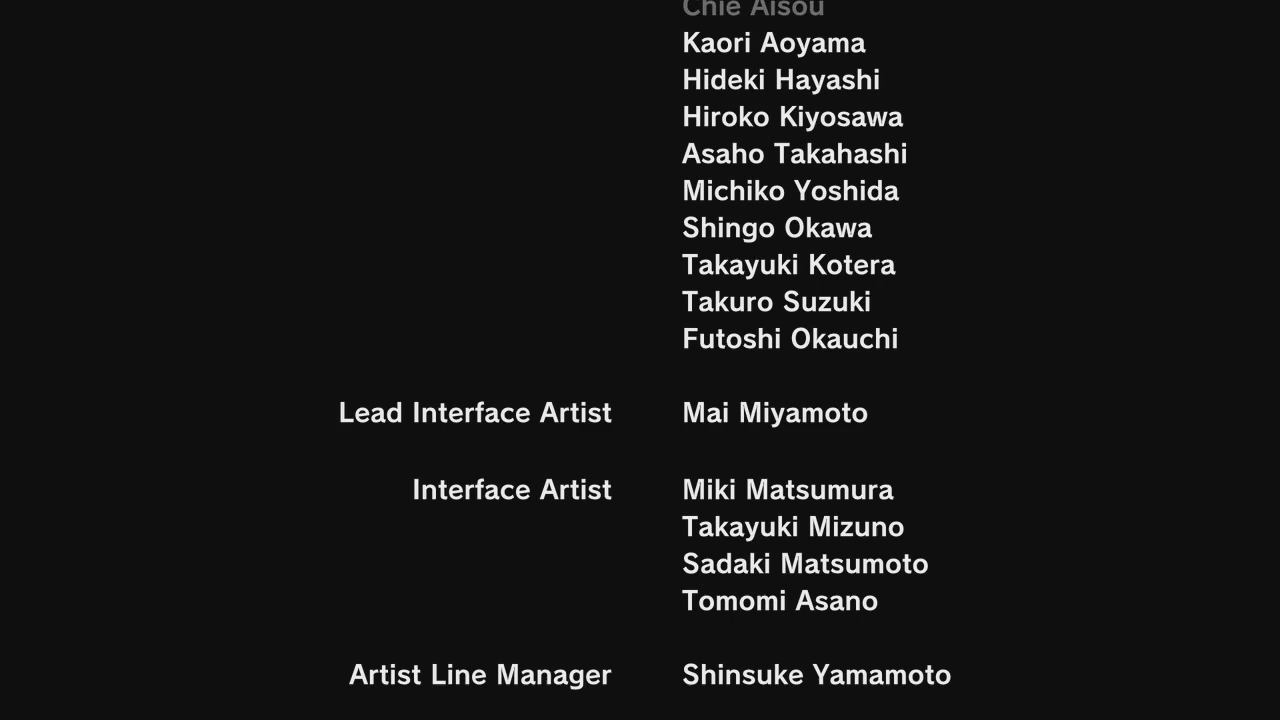 Chie Aisou
Kaori Aoyama
Hideki Hayashi
Hiroko Kiyosawa
Asaho Takahashi
Michiko Yoshida
Shingo Okawa
Takayuki Kotera
Takuro Suzuki
Futoshi Okauchi
Lead Interface Artist Mai Miyamoto
Interface Artist Miki Matsumura
Takayuki Mizuno
Sadaki Matsumoto
Tomomi Asano
Artist Line Manager Shinsuke Yamamoto